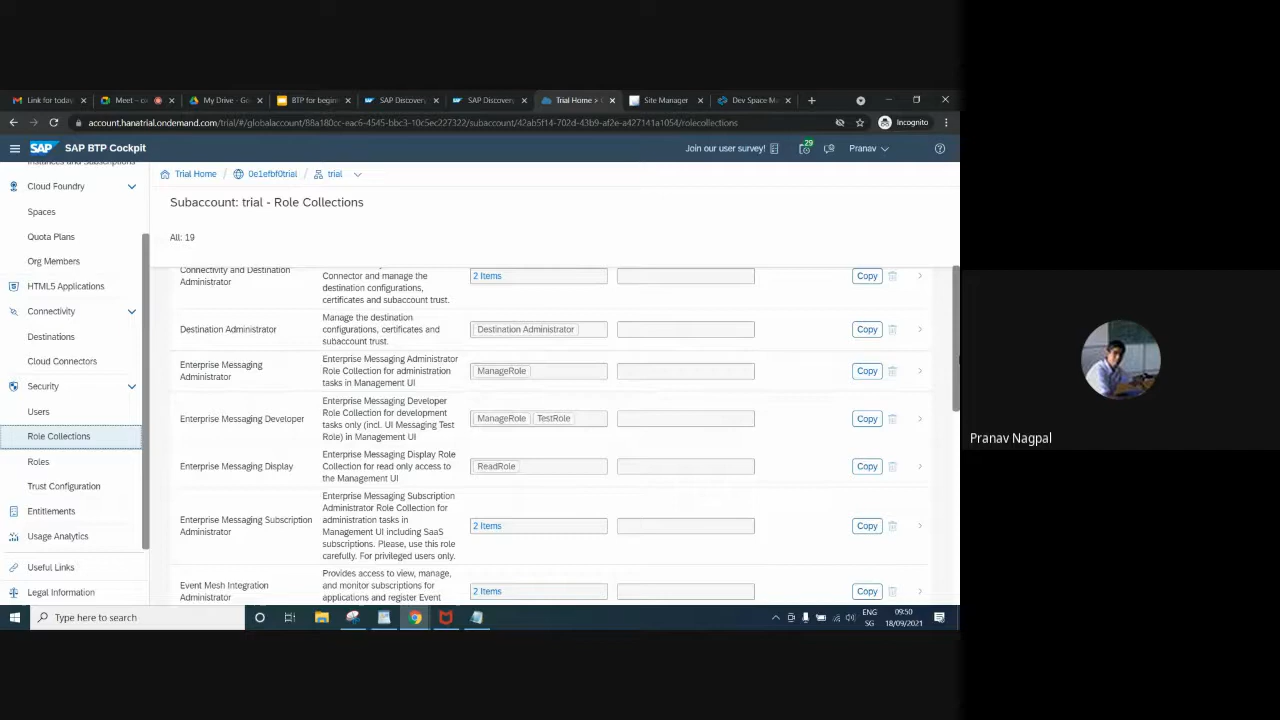 Link for today
Meet – c
My Drive - Go
BTP for begin
SAP Discovery
SAP Discovery
Trial Home > 
Site Manager
Dev Space Ma
account.hanatrial.ondemand.com/trial/#/globalaccount/88a180cc-eac6-4545-bbc3-10c5ec227322/subaccount/42ab5f14-702d-43b9-af2e-a427141a1054/rolecollections
Incognito
SAP
SAP BTP Cockpit
Join our user survey!
29
Pranav
Instances and Subscriptions
Cloud Foundry
Spaces
Quota Plans
Org Members
HTML5 Applications
Connectivity
Destinations
Cloud Connectors
Security
Users
Role Collections
Roles
Trust Configuration
Entitlements
Usage Analytics
Useful Links
Legal Information
Trial Home / 0e1efbf0trial / trial
Subaccount: trial - Role Collections
All: 19
Connectivity and Destination
Administrator
Connector and manage the
destination configurations,
certificates and subaccount trust.
2 Items
Copy
Destination Administrator
Manage the destination
configurations, certificates and
subaccount trust.
Destination Administrator
Copy
Enterprise Messaging
Administrator
Enterprise Messaging Administrator
Role Collection for administration
tasks in Management UI
ManageRole
Copy
Enterprise Messaging Developer
Enterprise Messaging Developer
Role Collection for development
tasks only (incl. UI Messaging Test
Role) in Management UI
ManageRole TestRole
Copy
Enterprise Messaging Display
Enterprise Messaging Display Role
Collection for read only access to
the Management UI
ReadRole
Copy
Enterprise Messaging Subscription
Administrator
Enterprise Messaging Subscription
Administrator Role Collection for
administration tasks in
Management UI including SaaS
subscriptions. Please, use this role
carefully. For privileged users only.
2 Items
Copy
Event Mesh Integration
Administrator
Provides access to view, manage,
and monitor subscriptions for
applications and register Event
2 Items
Copy
Type here to search
ENG
SG
09:50
18/09/2021
Pranav Nagpal